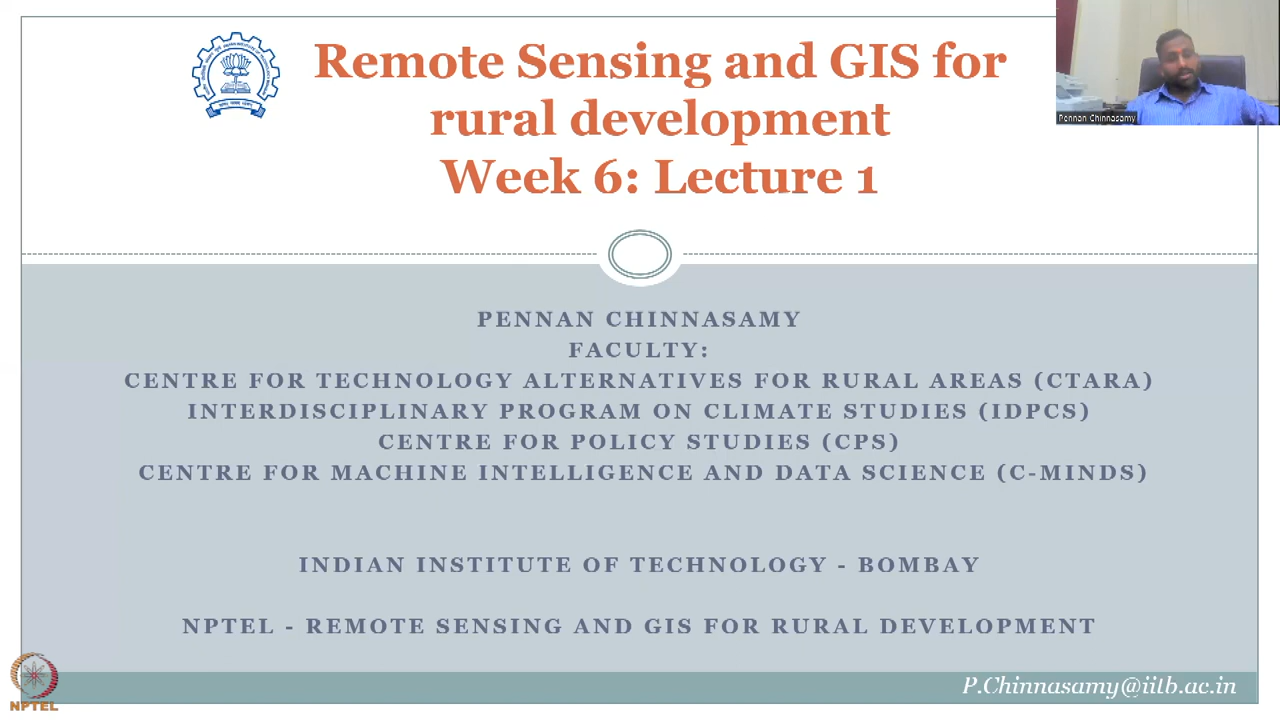 Remote Sensing and GIS for
rural development
Week 6: Lecture 1
Pennan Chinnasamy
PENNAN CHINNASAMY
FACULTY:
CENTRE FOR TECHNOLOGY ALTERNATIVES FOR RURAL AREAS (CTARA)
INTERDISCIPLINARY PROGRAM ON CLIMATE STUDIES (IDPCS)
CENTRE FOR POLICY STUDIES (CPS)
CENTRE FOR MACHINE INTELLIGENCE AND DATA SCIENCE (C-MINDS)
INDIAN INSTITUTE OF TECHNOLOGY - BOMBAY
NPTEL - REMOTE SENSING AND GIS FOR RURAL DEVELOPMENT
NPTEL
P.Chinnasamy@iitb.ac.in